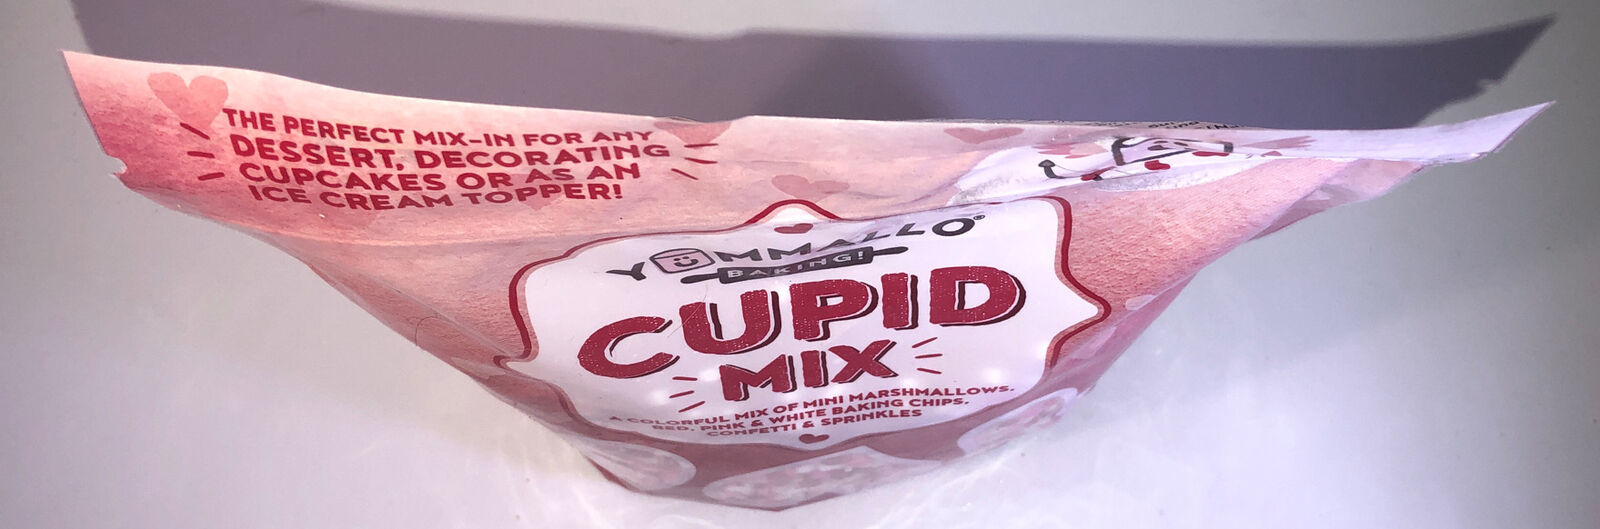 THE PERFECT MIX-IN FOR ANY
DESSERT, DECORATING
CUPCAKES OR AS AN
ICE CREAM TOPPER!
YUMMALLO®
BAKING!
CUPID
MIX
A COLORFUL MIX OF MINI MARSHMALLOWS,
RED, PINK & WHITE BAKING CHIPS,
CONFETTI & SPRINKLES